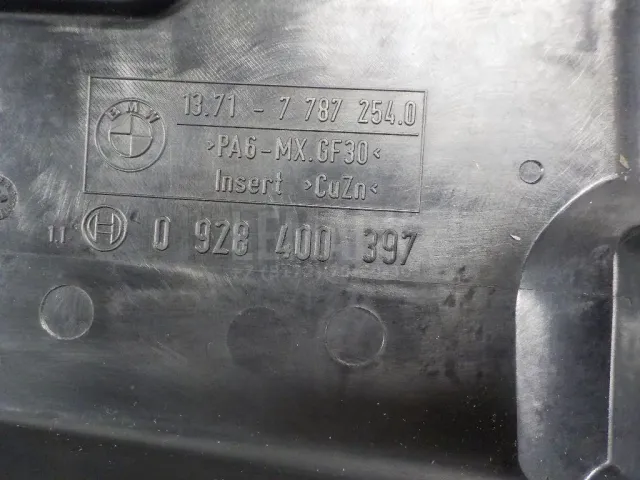 BMW
13.71 - 7 787 254.0
>PA6-MX.GF30<
Insert >CuZn<
0 928 400 397